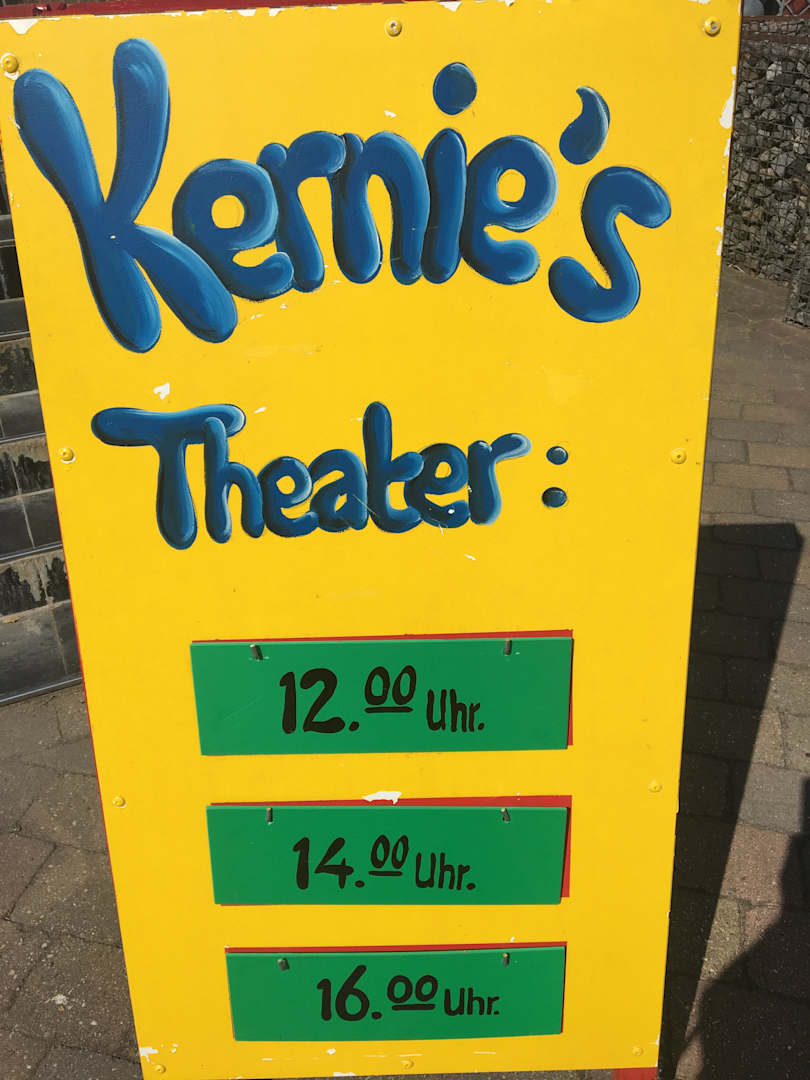 Kernie's
Theater:
12.00 Uhr.
14.00 Uhr.
16.00 Uhr.